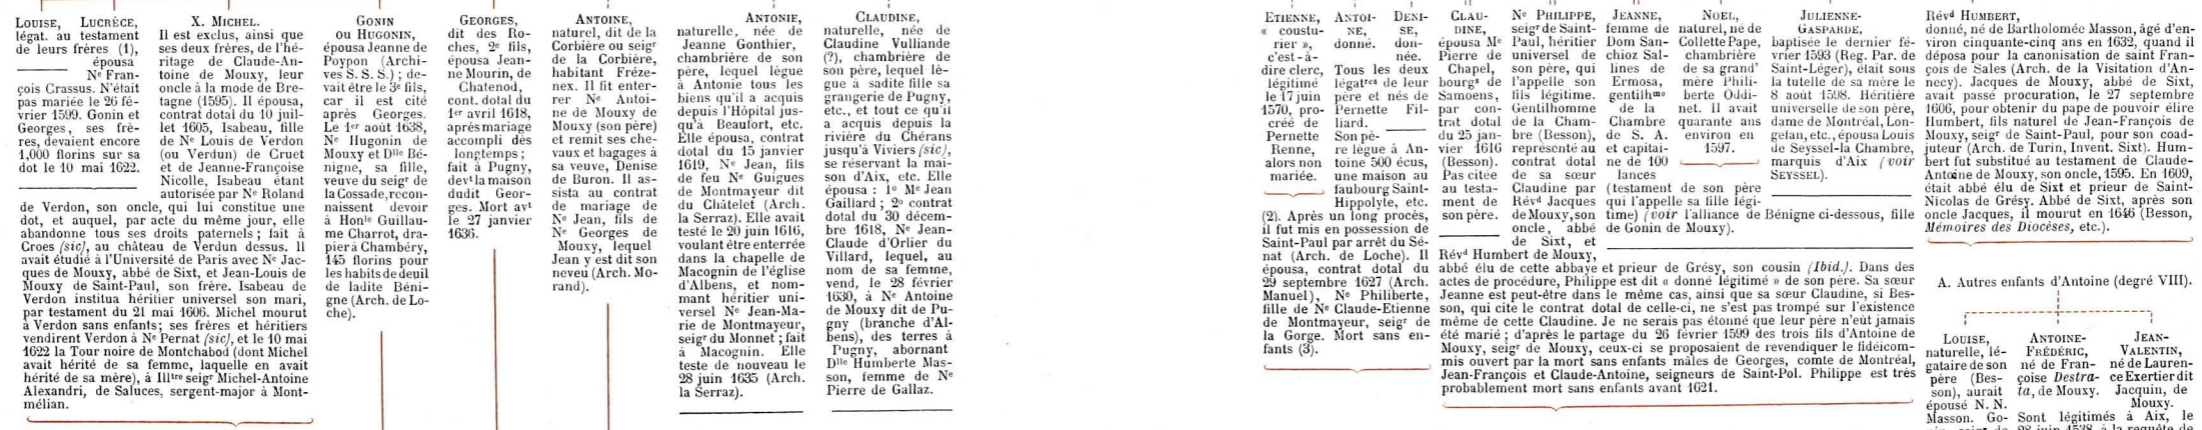 LOUISE, LUCRÈCE,
légat. au testament
de leurs frères (1),
épousa
Nᵉ Fran-
çois Crassus. N'était
pas mariée le 26 fé-
vrier 1599. Gonin et
Georges, ses frè-
res, devaient encore
1,000 florins sur sa
dot le 10 mai 1622.
X. MICHEL.
Il est exclus, ainsi que
ses deux frères, de l'hé-
ritage de Claude-An-
toine de Mouxy, leur
oncle à la mode de Bre-
tagne (1595). Il épousa,
contrat dotal du 10 juil-
let 1605, Isabeau, fille
de Nᵉ Louis de Verdon
(ou Verdun) de Cruet
et de Jeanne-Françoise
Nicolle, Isabeau étant
autorisée par Nᵉ Roland
de Verdon, son oncle, qui lui constitue une
dot, et auquel, par acte du même jour, elle
abandonne tous ses droits paternels ; fait à
Croes (sic), au château de Verdun dessus. Il
avait étudié à l'Université de Paris avec Nᵉ Jac-
ques de Mouxy, abbé de Sixt, et Jean-Louis de
Mouxy de Saint-Paul, son frère. Isabeau de
Verdon institua héritier universel son mari,
par testament du 21 mai 1606. Michel mourut
à Verdon sans enfants ; ses frères et héritiers
vendirent Verdon à Nᵉ Pernat (sic), et le 10 mai
1622 la Tour noire de Montchabod (dont Michel
avait hérité de sa femme, laquelle en avait
hérité de sa mère), à Illᵗʳᵉ seigʳ Michel-Antoine
Alexandri, de Saluces, sergent-major à Mont-
mélian.
GONIN
ou HUGONIN,
épousa Jeanne de
Poypon (Archi-
ves S. S. S.) ; de-
vait être le 3ᵉ fils,
car il est cité
après Georges.
Le 1ᵉʳ août 1638,
Nᵉ Hugonin de
Mouxy et Dˡˡᵉ Bé-
nigne, sa fille,
veuve du seigʳ de
la Cossade, recon-
naissent devoir
à Honˡᵉ Guillau-
me Charrot, dra-
pier à Chambéry,
145 florins pour
les habits de deuil
de ladite Béni-
gne (Arch. de Lo-
che).
GEORGES,
dit des Ro-
ches, 2ᵉ fils,
épousa Jean-
ne Mourin, de
Chatenod,
cont. dotal du
1ᵉʳ avril 1618,
après mariage
accompli dès
longtemps ;
fait à Pugny,
devᵗ la maison
dudit Geor-
ges. Mort avᵗ
le 27 janvier
1636.
ANTOINE,
naturel, dit de la
Corbière ou seigʳ
de la Corbière,
habitant Fréze-
nex. Il fit enter-
rer Nᵉ Antoi-
ne de Mouxy de
Mouxy (son père)
et remit ses che-
vaux et bagages à
sa veuve, Denise
de Buron. Il as-
sista au contrat
de mariage de
Nᵉ Jean, fils de
Nᵉ Georges de
Mouxy, lequel
Jean y est dit son
neveu (Arch. Mo-
rand).
ANTONIE,
naturelle, née de
Jeanne Gonthier,
chambrière de son
père, lequel lègue
à Antonie tous les
biens qu'il a acquis
depuis l'Hôpital jus-
qu'à Beaufort, etc.
Elle épousa, contrat
dotal du 15 janvier
1619, Nᵉ Jean, fils
de feu Nᵉ Guigues
de Montmayeur dit
du Châtelet (Arch.
la Serraz). Elle avait
testé le 20 juin 1616,
voulant être enterrée
dans la chapelle de
Macognin de l'église
d'Albens, et nom-
mant héritier uni-
versel Nᵉ Jean-Ma-
rie de Montmayeur,
seigʳ du Monnet ; fait
à Macognin. Elle
teste de nouveau le
28 juin 1635 (Arch.
la Serraz).
CLAUDINE,
naturelle, née de
Claudine Vulliande
(?), chambrière de
son père, lequel lè-
gue à sadite fille sa
grangerie de Pugny,
etc., et tout ce qu'il
a acquis depuis la
rivière du Chérans
jusqu'à Viviers (sic),
se réservant la mai-
son d'Aix, etc. Elle
épousa : 1° Mᵉ Jean
Gaillard ; 2° contrat
dotal du 30 décem-
bre 1618, Nᵉ Jean-
Claude d'Orlier du
Villard, lequel, au
nom de sa femme,
vend, le 28 février
1630, à Nᵉ Antoine
de Mouxy dit de Pu-
gny (branche d'Al-
bens), des terres à
Pugny, abornant
Dˡˡᵉ Humberte Mas-
son, femme de Nᵉ
Pierre de Gallaz.
ETIENNE,
« coustu-
rier »,
c'est-à-
dire clerc,
légitimé
le 17 juin
1570, pro-
créé de
Pernette
Renne,
alors non
mariée.
ANTOI-
NE,
donné.
DENI-
SE,
don-
née.
Tous les deux
légatʳᵉˢ de leur
père et nés de
Pernette Fil-
liard.
Son pè-
re lègue à An-
toine 500 écus,
une maison au
faubourg Saint-
Hippolyte, etc.
(2). Après un long procès,
il fut mis en possession de
Saint-Paul par arrêt du Sé-
nat (Arch. de Loche). Il
épousa, contrat dotal du
29 septembre 1627 (Arch.
Manuel), Nᵉ Philiberte,
fille de Nᵉ Claude-Etienne
de Montmayeur, seigʳ de
la Gorge. Mort sans en-
fants (3).
CLAU-
DINE,
épousa Mᵉ
Pierre de
Chapel,
bourgˢ de
Samoens,
par con-
trat dotal
du 25 jan-
vier 1616
(Besson).
Pas citée
au testa-
ment de
son père.
Nᵉ PHILIPPE,
seigʳ de Saint-
Paul, héritier
universel de
son père, qui
l'appelle son
fils légitime.
Gentilhomme
de la Cham-
bre (Besson),
représenté au
contrat dotal
de sa sœur
Claudine par
Révᵈ Jacques
de Mouxy, son
oncle, abbé
de Sixt, et
Révᵈ Humbert de Mouxy,
abbé élu de cette abbaye et prieur de Grésy, son cousin (Ibid.). Dans des
actes de procédure, Philippe est dit « donné légitimé » de son père. Sa sœur
Jeanne est peut-être dans le même cas, ainsi que sa sœur Claudine, si Bes-
son, qui cite le contrat dotal de celle-ci, ne s'est pas trompé sur l'existence
même de cette Claudine. Je ne serais pas étonné que leur père n'eût jamais
été marié ; d'après le partage du 26 février 1599 des trois fils d'Antoine de
Mouxy, seigʳ de Mouxy, ceux-ci se proposaient de revendiquer le fidéicom-
mis ouvert par la mort sans enfants mâles de Georges, comte de Montréal,
Jean-François et Claude-Antoine, seigneurs de Saint-Pol. Philippe est très
probablement mort sans enfants avant 1621.
JEANNE,
femme de
Dom San-
chioz Sal-
lines de
Ermosa,
gentilhᵐᵉ
de la
Chambre
de S. A.
et capitai-
ne de 100
lances
(testament de son père
qui l'appelle sa fille légi-
time) (voir l'alliance de Bénigne ci-dessous, fille
de Gonin de Mouxy).
NOEL,
naturel, né de
Collette Pape,
chambrière
de sa grand'
mère Phili-
berte Oddi-
net. Il avait
quarante ans
environ en
1597.
JULIENNE-
GASPARDE,
baptisée le dernier fé-
vrier 1593 (Reg. Par. de
Saint-Léger), était sous
la tutelle de sa mère le
8 août 1598. Héritière
universelle de son père,
dame de Montréal, Lon-
gefan, etc., épousa Louis
de Seyssel-la Chambre,
marquis d'Aix (voir
SEYSSEL).
Révᵈ HUMBERT,
donné, né de Bartholomée Masson, âgé d'en-
viron cinquante-cinq ans en 1632, quand il
déposa pour la canonisation de saint Fran-
çois de Sales (Arch. de la Visitation d'An-
necy). Jacques de Mouxy, abbé de Sixt,
avait passé procuration, le 27 septembre
1606, pour obtenir du pape de pouvoir élire
Humbert, fils naturel de Jean-François de
Mouxy, seigʳ de Saint-Paul, pour son coad-
juteur (Arch. de Turin, Invent. Sixt). Hum-
bert fut substitué au testament de Claude-
Antoine de Mouxy, son oncle, 1595. En 1609,
était abbé élu de Sixt et prieur de Saint-
Nicolas de Grésy. Abbé de Sixt, après son
oncle Jacques, il mourut en 1646 (Besson,
Mémoires des Diocèses, etc.).
A. Autres enfants d'Antoine (degré VIII).
LOUISE,
naturelle, lé-
gataire de son
père (Bes-
son), aurait
épousé N. N.
Masson. Go-
ANTOINE-
FRÉDÉRIC,
né de Fran-
çoise Destra-
ta, de Mouxy.
JEAN-
VALENTIN,
né de Lauren-
ce Exertier dit
Jacquin, de
Mouxy.
Sont légitimés à Aix, le